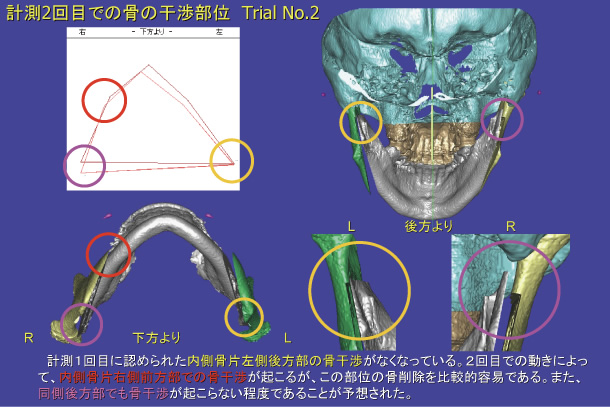 計測2回目での骨の干渉部位 Trial No.2
右 - 下方より - 左
L 後方より R
R 下方より L
計測１回目に認められた内側骨片左側後方部の骨干渉がなくなっている。２回目での動きによっ
て、内側骨片右側前方部での骨干渉が起こるが、この部位の骨削除を比較的容易である。また、
同側後方部でも骨干渉が起こらない程度であることが予想された。